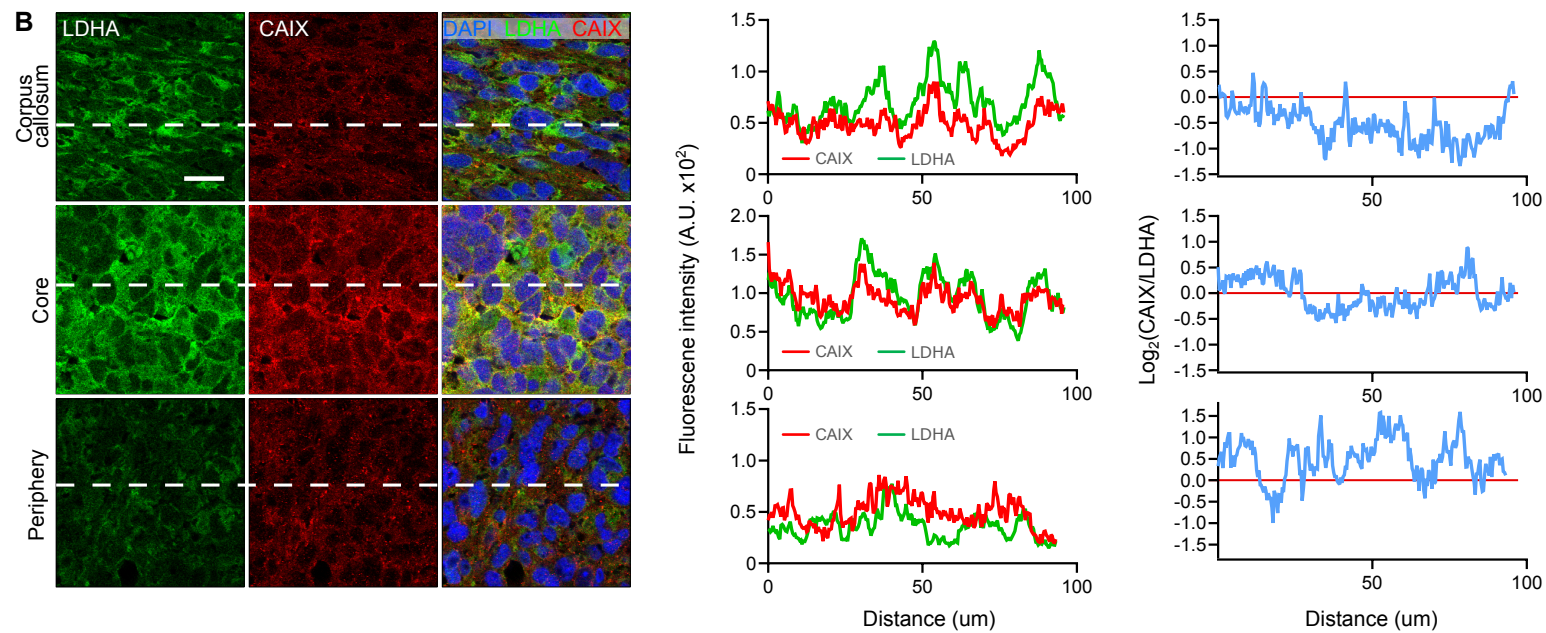 B
LDHA
CAIX
DAPI LDHA CAIX
Corpus
callosum
Core
Periphery
Fluorescene intensity (A.U. x10²)
1.5
1.0
0.5
0
CAIX
LDHA
0
50
100
2.0
1.5
1.0
0.5
0
CAIX
LDHA
0
50
100
1.5
1.0
0.5
0
CAIX
LDHA
0
50
100
Distance (um)
Log₂(CAIX/LDHA)
1.5
1.0
0.5
0.0
-0.5
-1.0
-1.5
50
100
1.5
1.0
0.5
0.0
-0.5
-1.0
-1.5
50
100
1.5
1.0
0.5
0.0
-0.5
-1.0
-1.5
50
100
Distance (um)